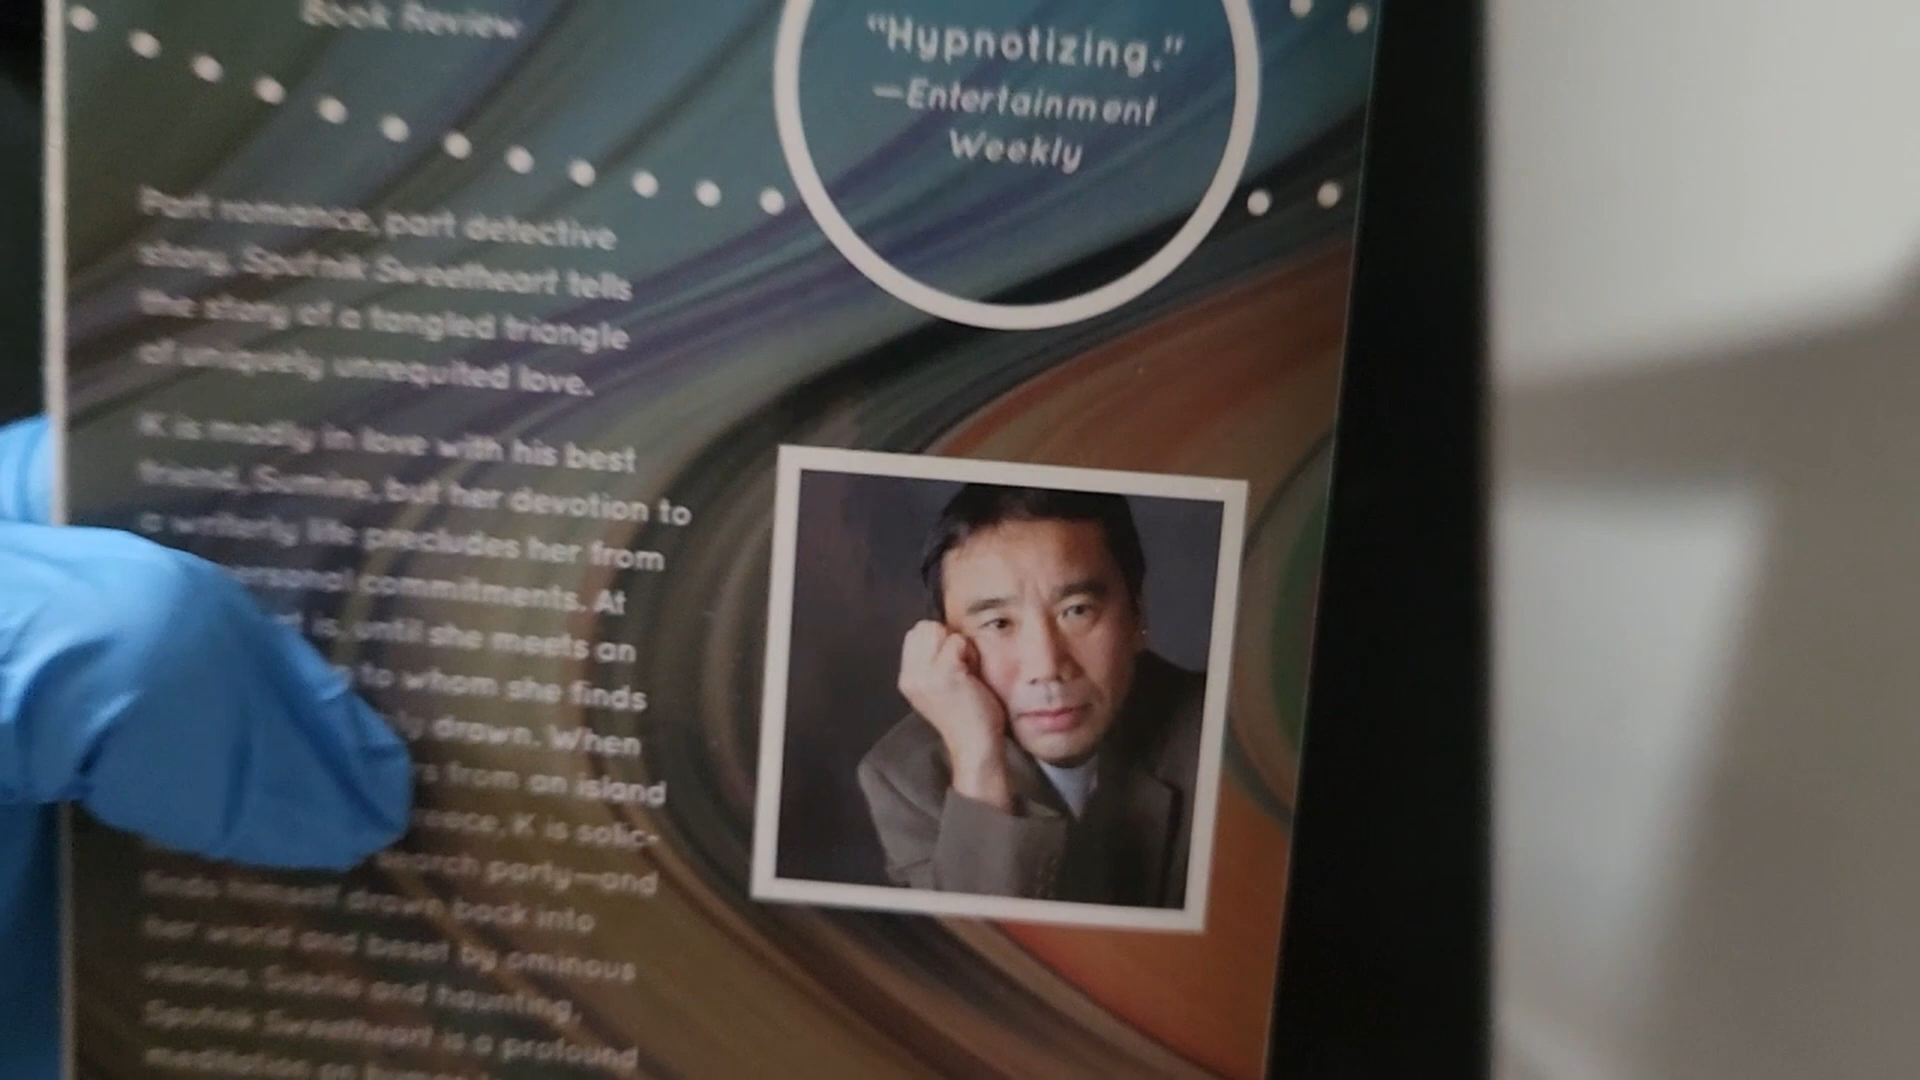 Book Review
"Hypnotizing."
—Entertainment
Weekly
Part romance, part detective
story, Sputnik Sweetheart tells
the story of a tangled triangle
of uniquely unrequited love.
K is madly in love with his best
friend, Sumire, but her devotion to
a writerly life precludes her from
personal commitments. At
is, until she meets an
to whom she finds
drawn. When
from an island
K is solic-
search party—and
finds himself drawn back into
her world and beset by ominous
visions. Subtle and haunting,
Sputnik Sweetheart is a profound
meditation on